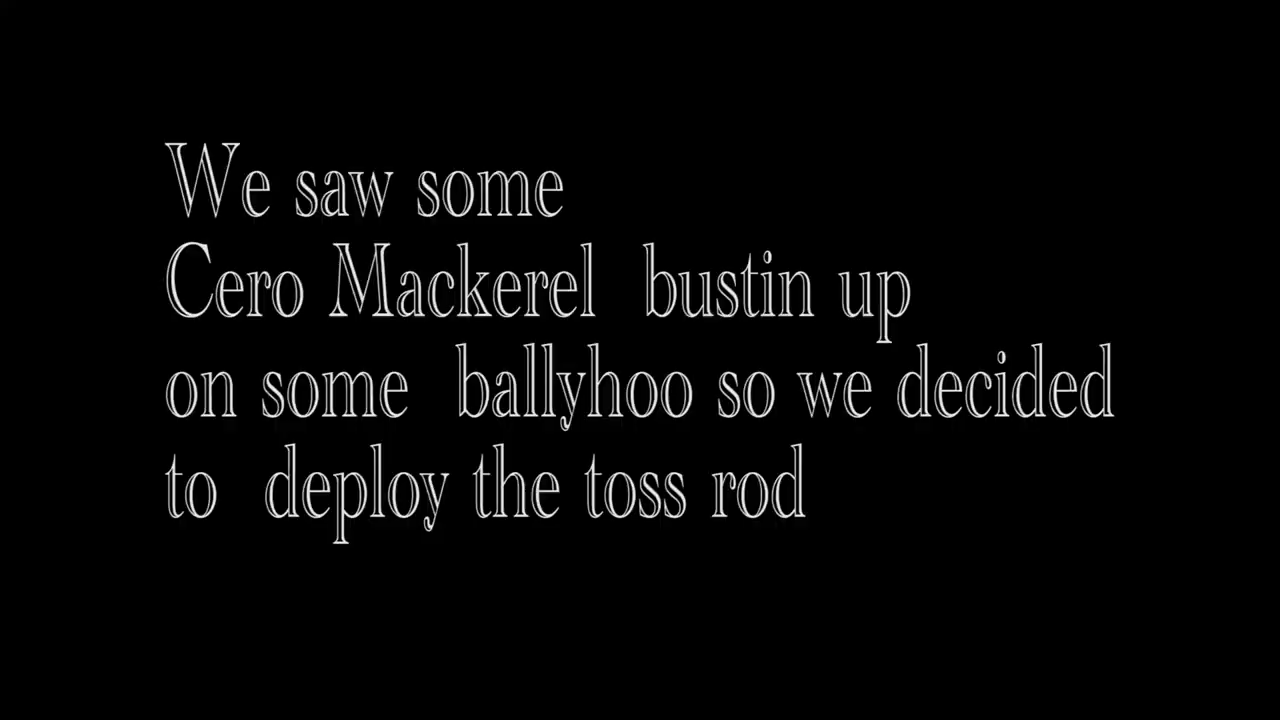 We saw some
Cero Mackerel  bustin up
on some  ballyhoo so we decided
to  deploy the toss rod